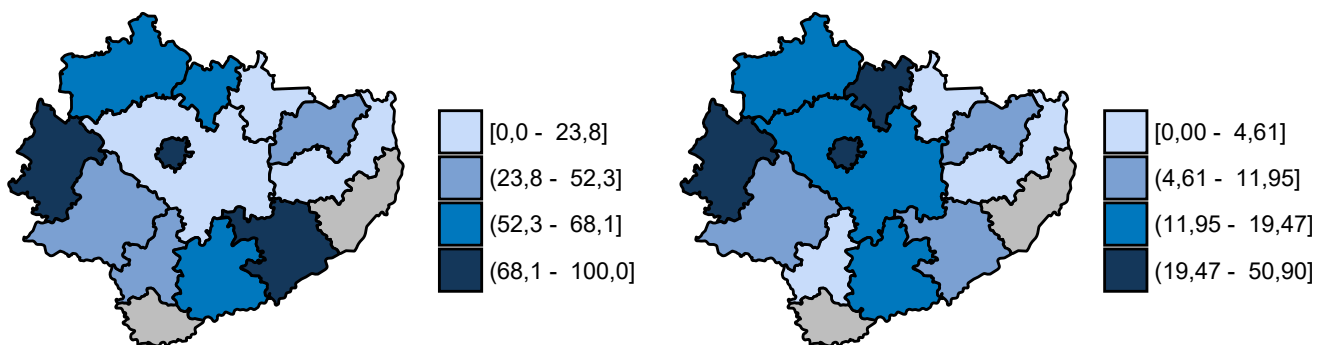 [0,0 - 23,8]
(23,8 - 52,3]
(52,3 - 68,1]
(68,1 - 100,0]
[0,00 - 4,61]
(4,61 - 11,95]
(11,95 - 19,47]
(19,47 - 50,90]